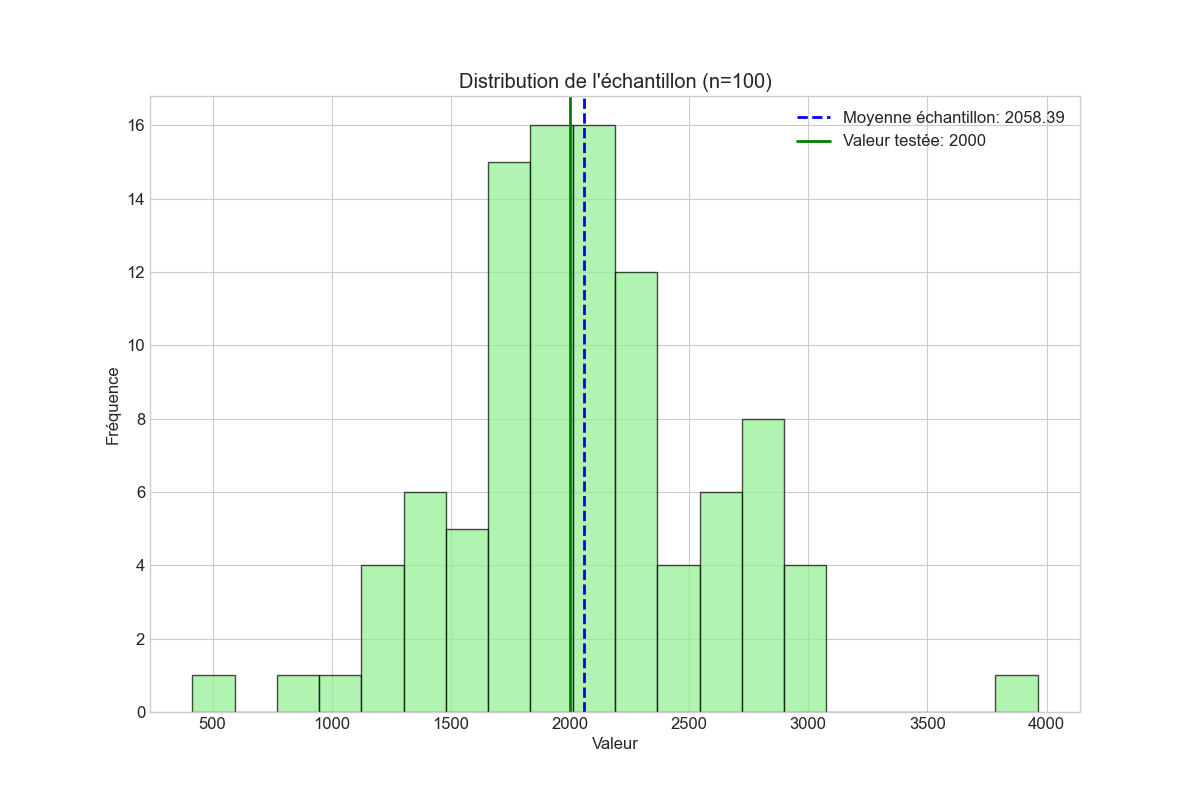 Distribution de l'échantillon (n=100)
Moyenne échantillon: 2058.39
Valeur testée: 2000
Fréquence
16
14
12
10
8
6
4
2
0
500 1000 1500 2000 2500 3000 3500 4000
Valeur